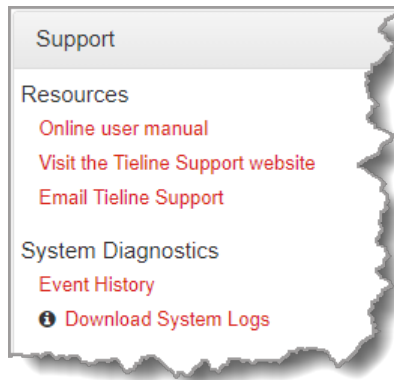 Support
Resources
Online user manual
Visit the Tieline Support website
Email Tieline Support
System Diagnostics
Event History
Download System Logs